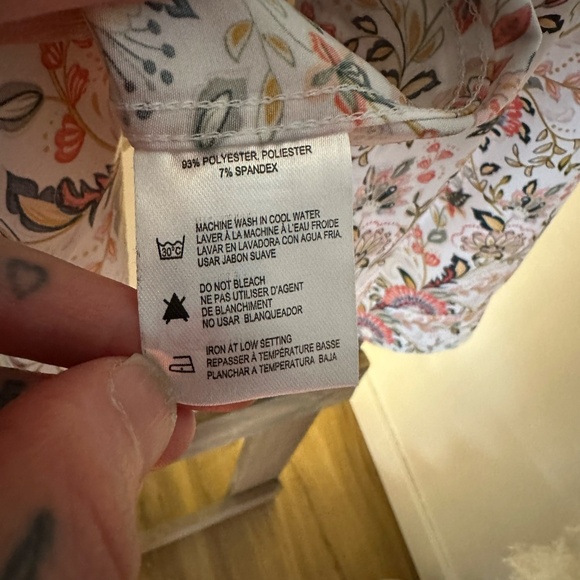 93% POLYESTER, POLIESTER
7% SPANDEX
30°C
MACHINE WASH IN COOL WATER
LAVER À LA MACHINE À L'EAU FROIDE
LAVAR EN LAVADORA CON AGUA FRIA.
USAR JABON SUAVE
DO NOT BLEACH
NE PAS UTILISER D'AGENT
DE BLANCHIMENT
NO USAR BLANQUEADOR
IRON AT LOW SETTING
REPASSER À TEMPÉRATURE BASSE
PLANCHAR A TEMPERATURA BAJA